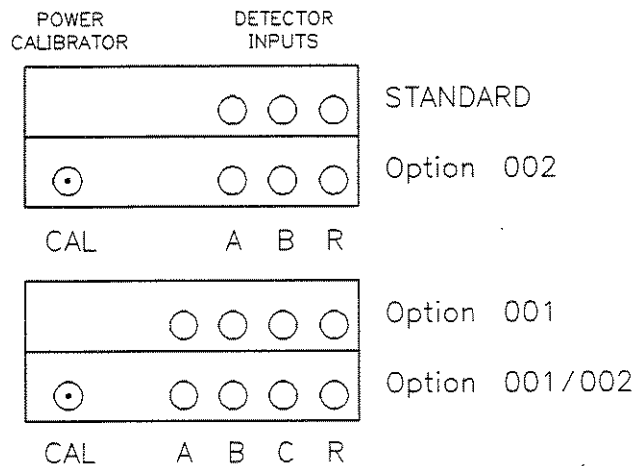 POWER CALIBRATOR
DETECTOR INPUTS
STANDARD
Option 002
CAL A B R
Option 001
Option 001/002
CAL A B C R